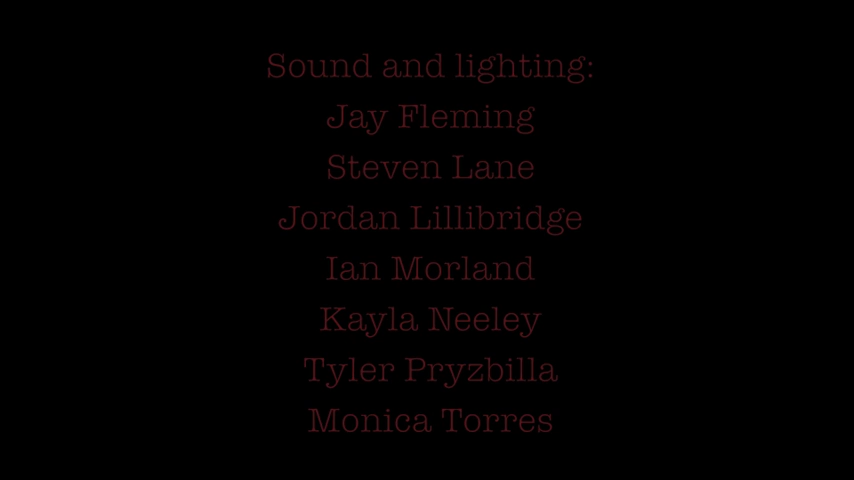 Sound and lighting:
Jay Fleming
Steven Lane
Jordan Lillibridge
Ian Morland
Kayla Neeley
Tyler Pryzbilla
Monica Torres